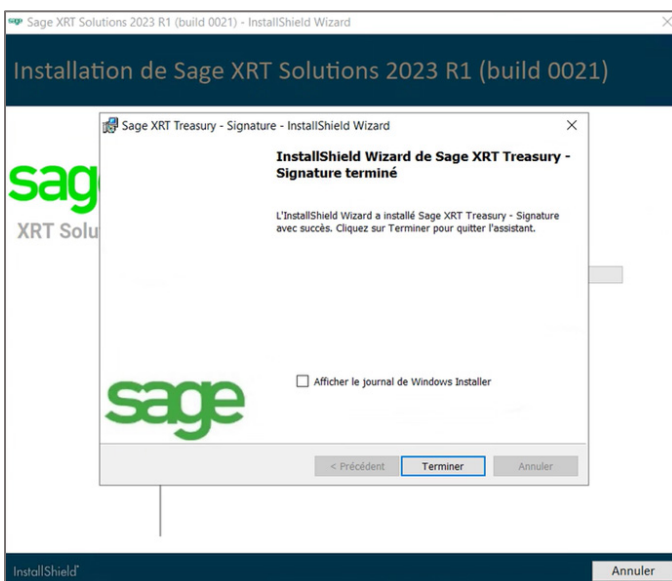 Sage XRT Solutions 2023 R1 (build 0021) - InstallShield Wizard
Installation de Sage XRT Solutions 2023 R1 (build 0021)
Sage XRT Treasury - Signature - InstallShield Wizard
InstallShield Wizard de Sage XRT Treasury -
Signature terminé
sag
XRT Solu
L'InstallShield Wizard a installé Sage XRT Treasury - Signature
avec succès. Cliquez sur Terminer pour quitter l'assistant.
Afficher le journal de Windows Installer
sage
< Précédent
Terminer
Annuler
InstallShield
Annuler